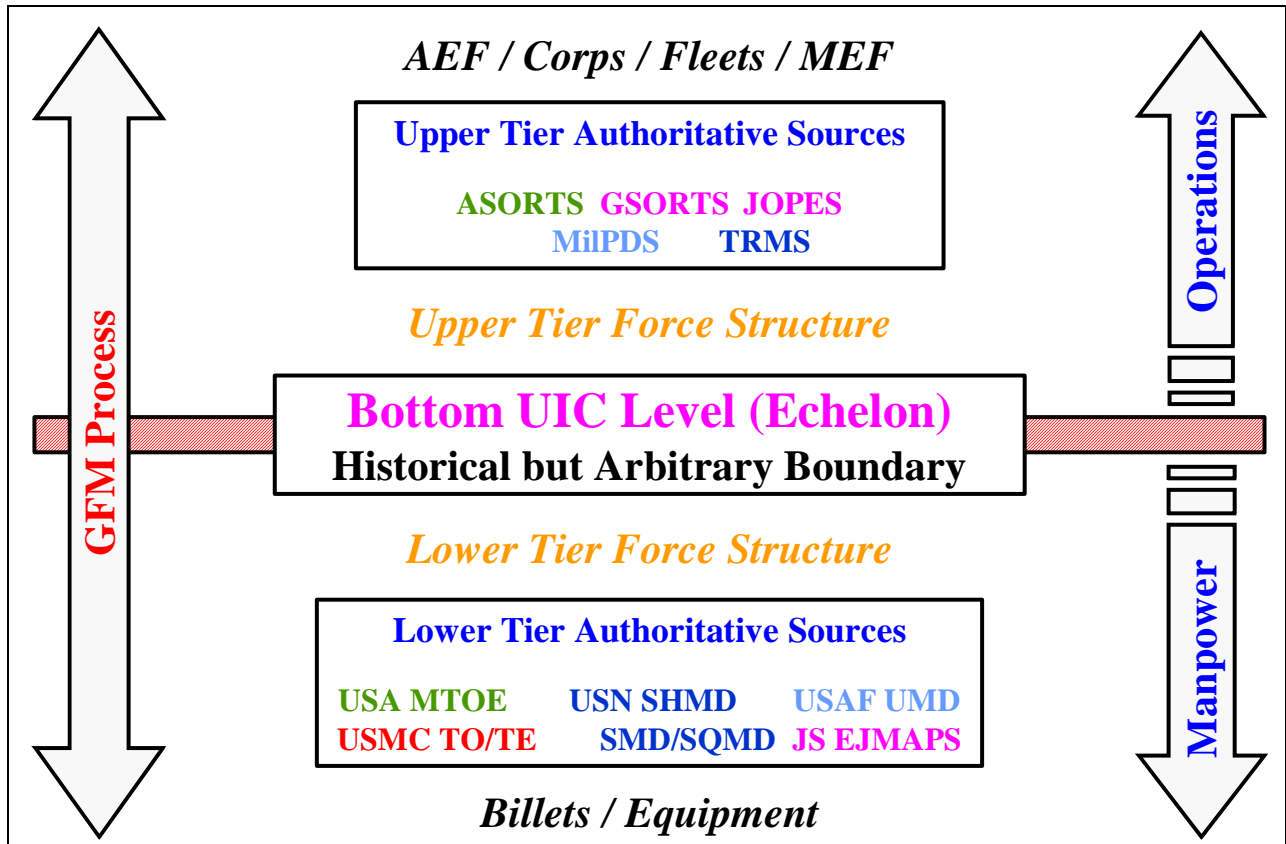 AEF / Corps / Fleets / MEF
Upper Tier Authoritative Sources
ASORTS GSORTS JOPES
MilPDS TRMS
Upper Tier Force Structure
Bottom UIC Level (Echelon)
Historical but Arbitrary Boundary
Lower Tier Force Structure
Lower Tier Authoritative Sources
USA MTOE USN SHMD USAF UMD
USMC TO/TE SMD/SQMD JS EJMAPS
Billets / Equipment
GFM Process
Operations
Manpower